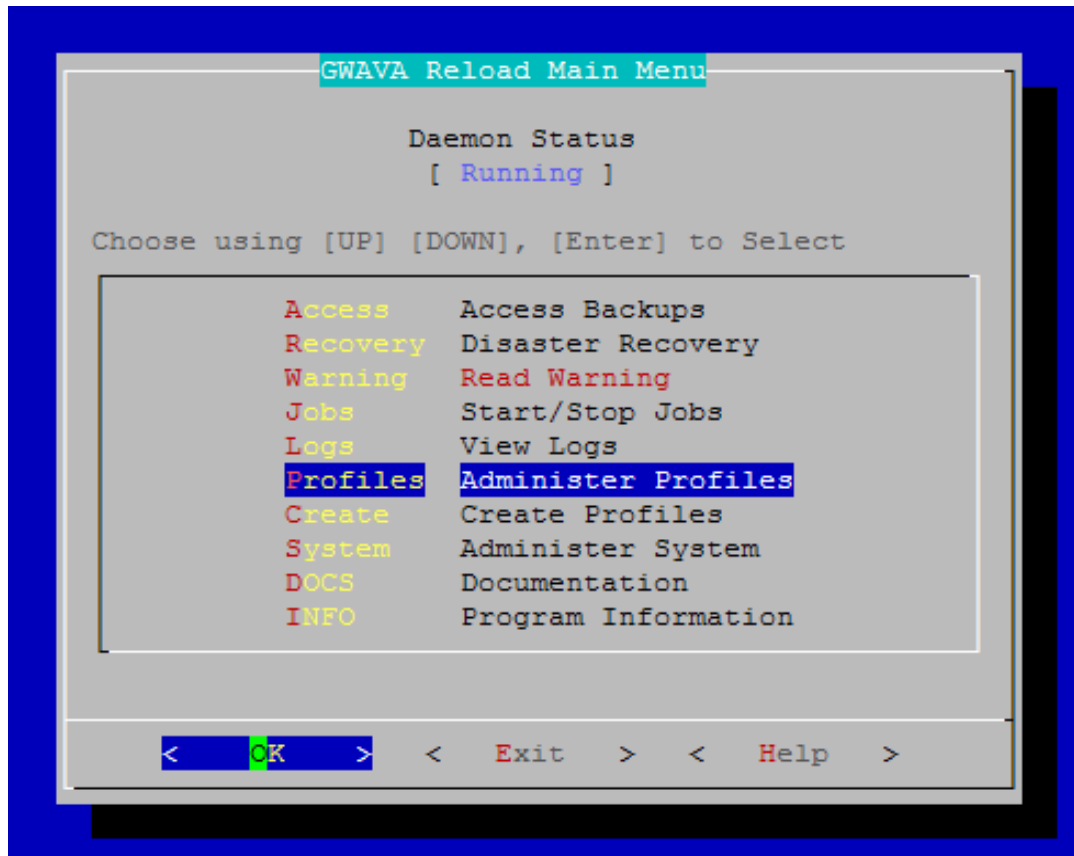 GWAVA Reload Main Menu
Daemon Status
[ Running ]
Choose using [UP] [DOWN], [Enter] to Select
Access Access Backups
Recovery Disaster Recovery
Warning Read Warning
Jobs Start/Stop Jobs
Logs View Logs
Profiles Administer Profiles
Create Create Profiles
System Administer System
DOCS Documentation
INFO Program Information
< OK > < Exit > < Help >